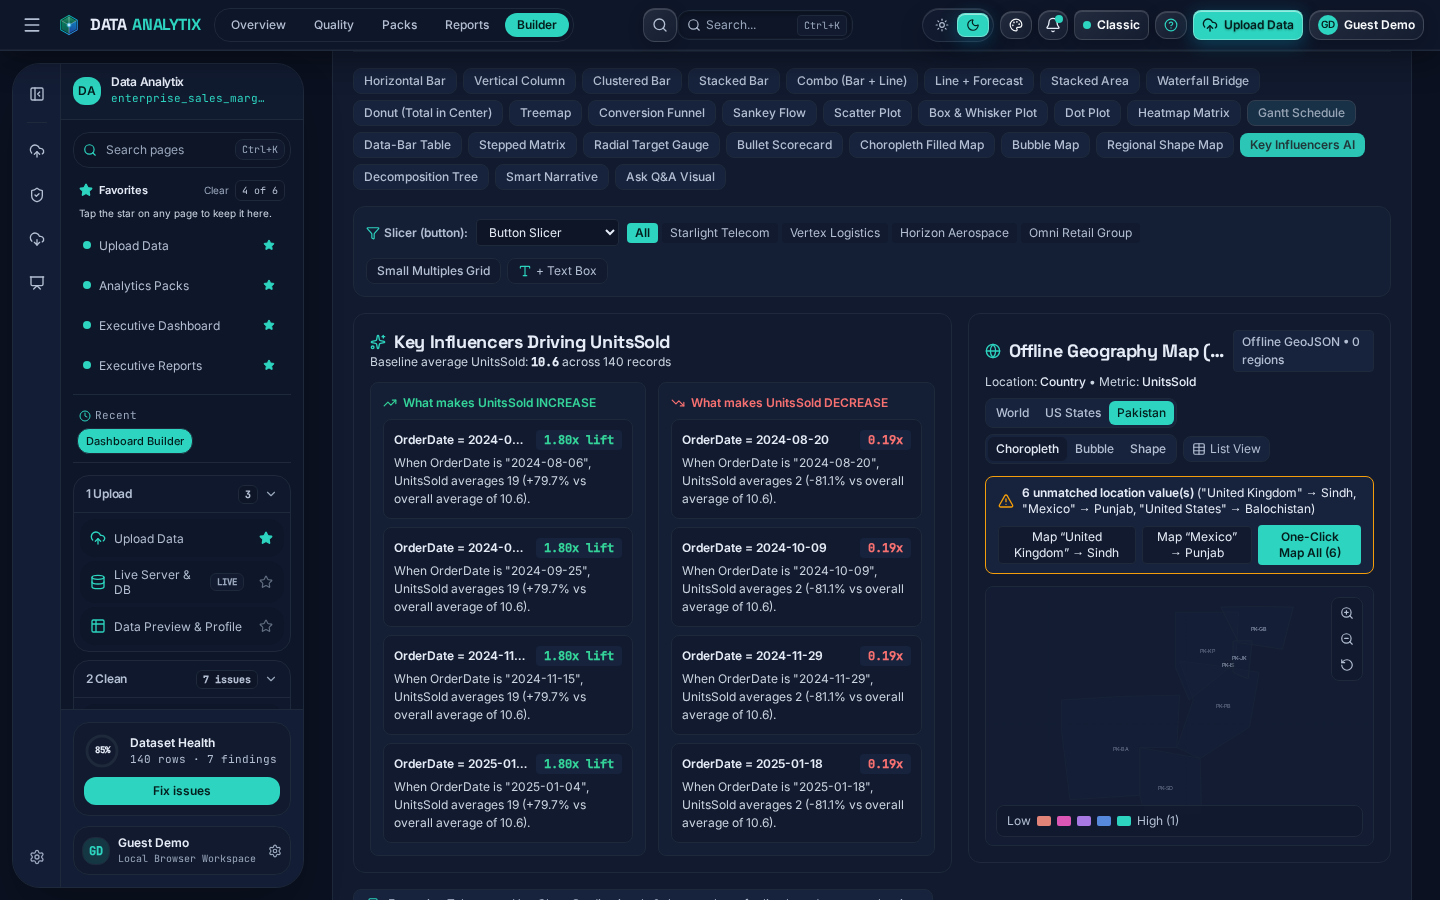 DATA ANALYTIX
Overview
Quality
Packs
Reports
Builder
Search...
Ctrl+K
Classic
Upload Data
GD
Guest Demo
DA
Data Analytix
enterprise_sales_marg…
Search pages
Ctrl+K
Favorites
Clear
4 of 6
Tap the star on any page to keep it here.
Upload Data
Analytics Packs
Executive Dashboard
Executive Reports
Recent
Dashboard Builder
1 Upload
3
Upload Data
Live Server &
DB
LIVE
Data Preview & Profile
2 Clean
7 issues
85%
Dataset Health
140 rows · 7 findings
Fix issues
GD
Guest Demo
Local Browser Workspace
Horizontal Bar
Vertical Column
Clustered Bar
Stacked Bar
Combo (Bar + Line)
Line + Forecast
Stacked Area
Waterfall Bridge
Donut (Total in Center)
Treemap
Conversion Funnel
Sankey Flow
Scatter Plot
Box & Whisker Plot
Dot Plot
Heatmap Matrix
Gantt Schedule
Data-Bar Table
Stepped Matrix
Radial Target Gauge
Bullet Scorecard
Choropleth Filled Map
Bubble Map
Regional Shape Map
Key Influencers AI
Decomposition Tree
Smart Narrative
Ask Q&A Visual
Slicer (button):
Button Slicer
All
Starlight Telecom
Vertex Logistics
Horizon Aerospace
Omni Retail Group
Small Multiples Grid
+ Text Box
Key Influencers Driving UnitsSold
Baseline average UnitsSold: 10.6 across 140 records
What makes UnitsSold INCREASE
OrderDate = 2024-0...
1.80x lift
When OrderDate is "2024-08-06",
UnitsSold averages 19 (+79.7% vs
overall average of 10.6).
OrderDate = 2024-0...
1.80x lift
When OrderDate is "2024-09-25",
UnitsSold averages 19 (+79.7% vs
overall average of 10.6).
OrderDate = 2024-11...
1.80x lift
When OrderDate is "2024-11-15",
UnitsSold averages 19 (+79.7% vs
overall average of 10.6).
OrderDate = 2025-01...
1.80x lift
When OrderDate is "2025-01-04",
UnitsSold averages 19 (+79.7% vs
overall average of 10.6).
What makes UnitsSold DECREASE
OrderDate = 2024-08-20
0.19x
When OrderDate is "2024-08-20",
UnitsSold averages 2 (-81.1% vs overall
average of 10.6).
OrderDate = 2024-10-09
0.19x
When OrderDate is "2024-10-09",
UnitsSold averages 2 (-81.1% vs overall
average of 10.6).
OrderDate = 2024-11-29
0.19x
When OrderDate is "2024-11-29",
UnitsSold averages 2 (-81.1% vs overall
average of 10.6).
OrderDate = 2025-01-18
0.19x
When OrderDate is "2025-01-18",
UnitsSold averages 2 (-81.1% vs overall
average of 10.6).
Offline Geography Map (...
Offline GeoJSON • 0
regions
Location: Country • Metric: UnitsSold
World
US States
Pakistan
Choropleth
Bubble
Shape
List View
6 unmatched location value(s) ("United Kingdom" → Sindh,
"Mexico" → Punjab, "United States" → Balochistan)
Map "United
Kingdom" → Sindh
Map "Mexico"
→ Punjab
One-Click
Map All (6)
PK-GB
PK-KP
PK-JK
PK-IS
PK-PB
PK-BA
PK-SD
Low
High (1)